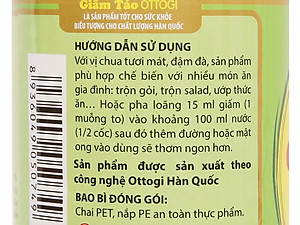 Giấm Táo OTTOGI
LÀ SẢN PHẨM TỐT CHO SỨC KHỎE
BIỂU TƯỢNG CHO CHẤT LƯỢNG HÀN QUỐC
HƯỚNG DẪN SỬ DỤNG
Với vị chua tươi mát, đậm đà, sản phẩm
phù hợp chế biến với nhiều món ăn
gia đình: trộn gỏi, trộn salad, ướp thức
ăn... Hoặc pha loãng 15 ml giấm (1
muỗng to) vào khoảng 100 ml nước
(1/2 cốc) sau đó thêm đường hoặc mật
ong vào dùng sẽ thơm ngon hơn.
Sản phẩm được sản xuất theo
công nghệ Ottogi Hàn Quốc
BAO BÌ ĐÓNG GÓI:
Chai PET, nắp PE an toàn thực phẩm.
8936049050749